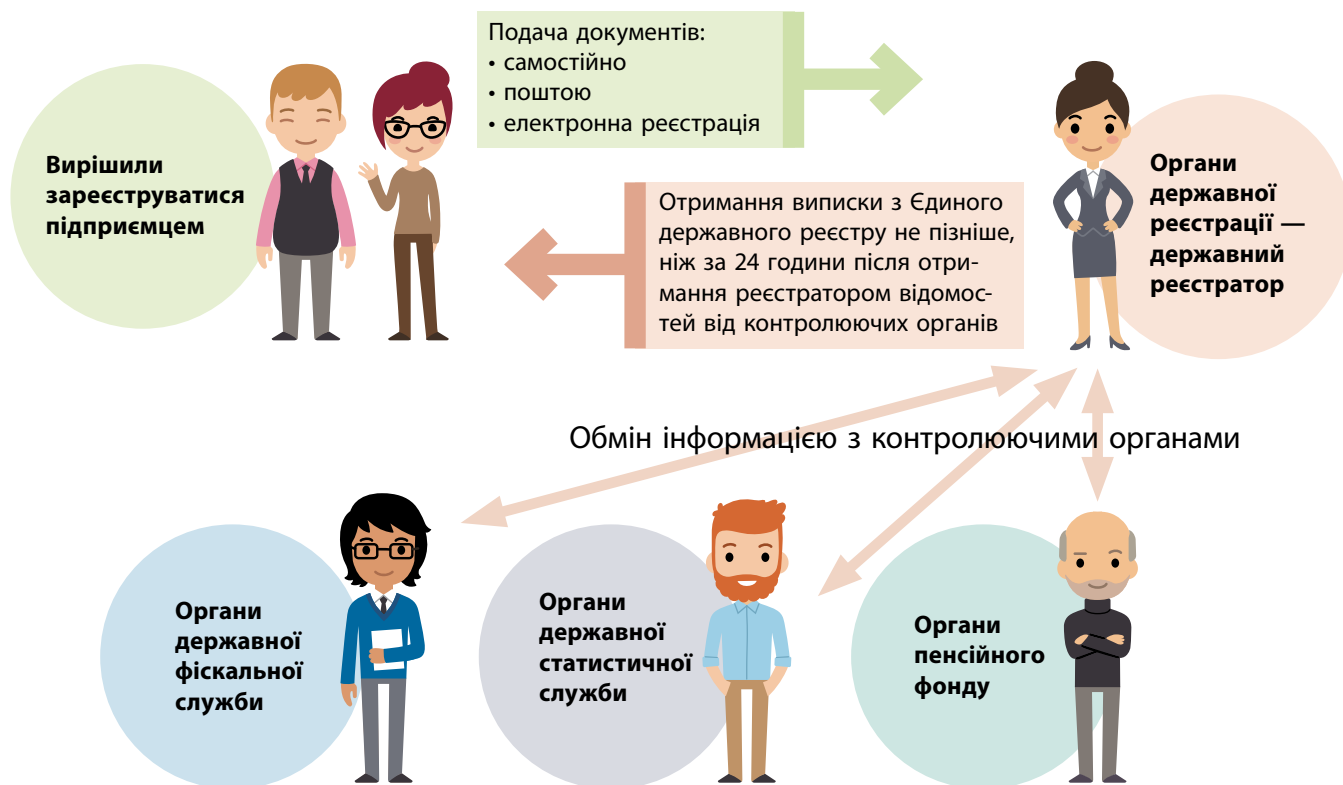 Подача документів:
• самостійно
• поштою
• електронна реєстрація
Вирішили
зареєструватися
підприємцем
Органи
державної
реєстрації —
державний
реєстратор
Отримання виписки з Єдиного
державного реєстру не пізніше,
ніж за 24 години після отри-
мання реєстратором відомос-
тей від контролюючих органів
Обмін інформацією з контролюючими органами
Органи
державної
фіскальної
служби
Органи
державної
статистичної
служби
Органи
пенсійного
фонду